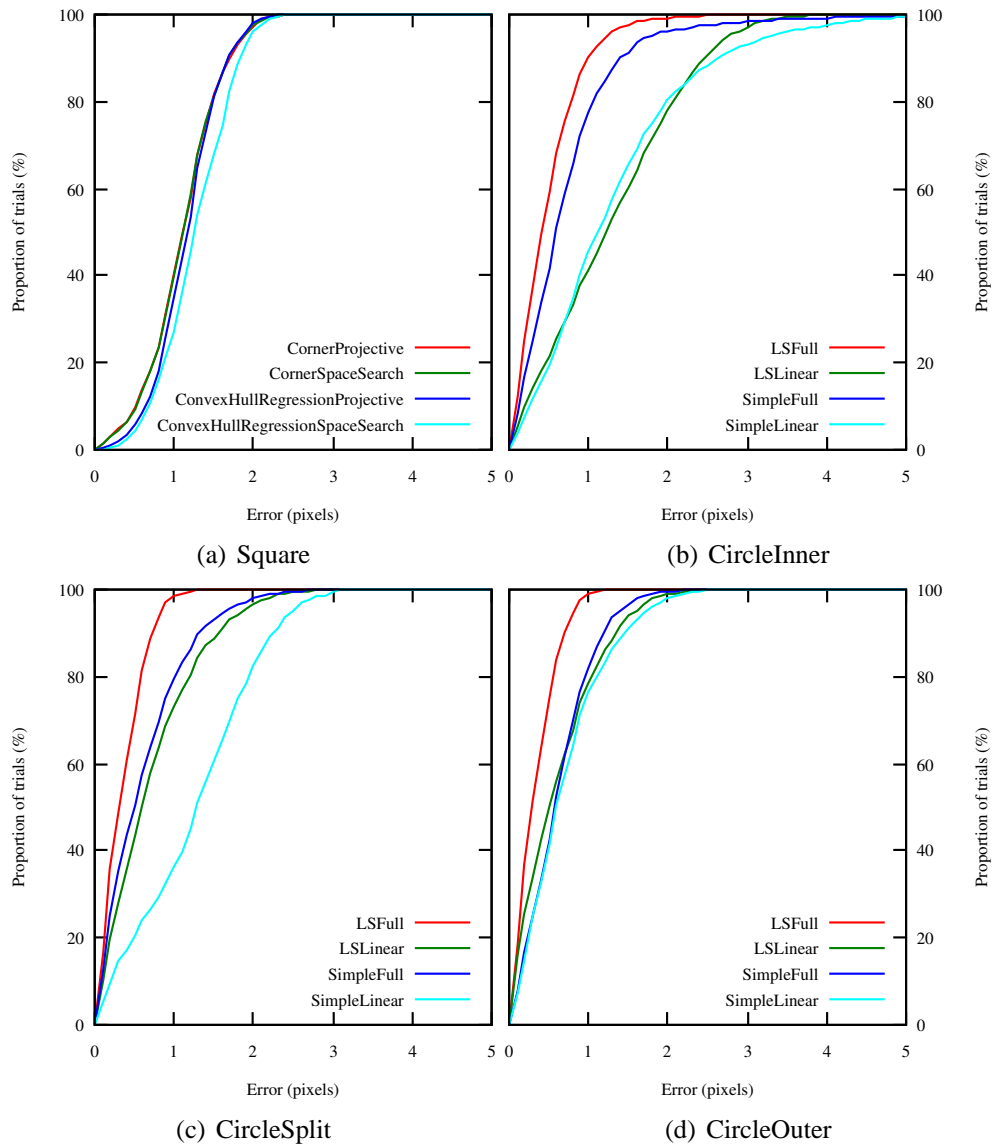 100
80
60
40
20
0
Proportion of trials (%)
CornerProjective
CornerSpaceSearch
ConvexHullRegressionProjective
ConvexHullRegressionSpaceSearch
0 1 2 3 4 5
Error (pixels)
(a) Square
100
80
60
40
20
0
Proportion of trials (%)
LSFull
LSLinear
SimpleFull
SimpleLinear
0 1 2 3 4 5
Error (pixels)
(b) CircleInner
100
80
60
40
20
0
Proportion of trials (%)
LSFull
LSLinear
SimpleFull
SimpleLinear
0 1 2 3 4 5
Error (pixels)
(c) CircleSplit
100
80
60
40
20
0
Proportion of trials (%)
LSFull
LSLinear
SimpleFull
SimpleLinear
0 1 2 3 4 5
Error (pixels)
(d) CircleOuter